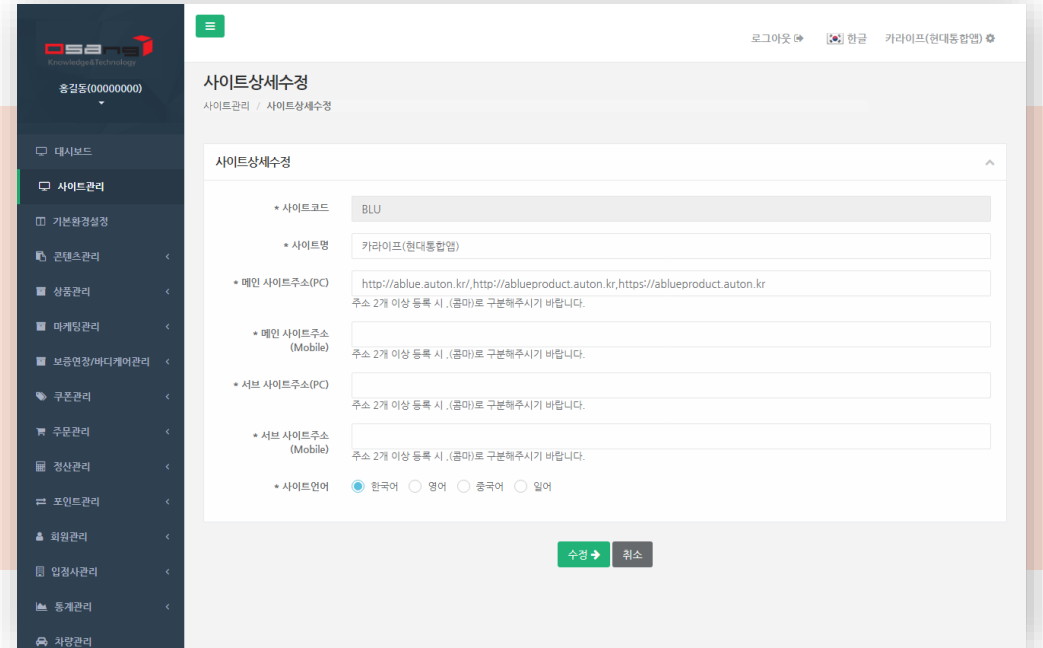 로그아웃
한글
카라이프(현대통합앱)
Osang
Knowledge&Technology
홍길동(00000000)
대시보드
사이트관리
기본환경설정
콘텐츠관리
상품관리
마케팅관리
보증연장/바디케어관리
쿠폰관리
주문관리
정산관리
포인트관리
회원관리
입점사관리
통계관리
차량관리
사이트상세수정
사이트관리 / 사이트상세수정
사이트상세수정
* 사이트코드
BLU
* 사이트명
카라이프(현대통합앱)
* 메인 사이트주소(PC)
http://ablue.auton.kr/,http://ablueproduct.auton.kr,https://ablueproduct.auton.kr
주소 2개 이상 등록 시 ,(콤마)로 구분해주시기 바랍니다.
* 메인 사이트주소
(Mobile)
주소 2개 이상 등록 시 ,(콤마)로 구분해주시기 바랍니다.
* 서브 사이트주소(PC)
주소 2개 이상 등록 시 ,(콤마)로 구분해주시기 바랍니다.
* 서브 사이트주소
(Mobile)
주소 2개 이상 등록 시 ,(콤마)로 구분해주시기 바랍니다.
* 사이트언어
한국어 영어 중국어 일어
수정
취소